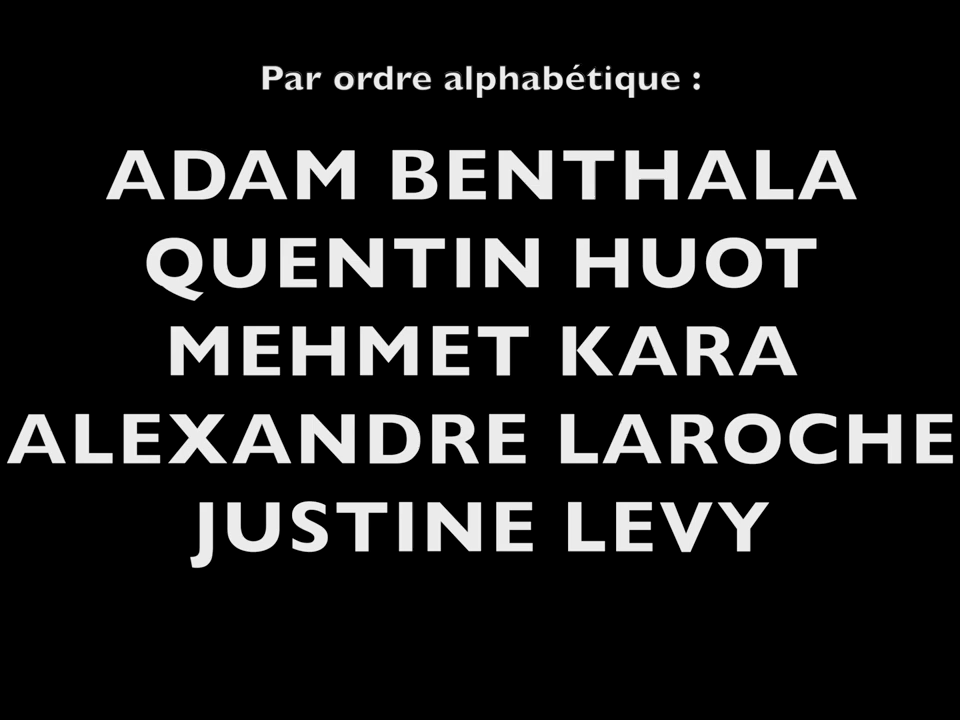 Par ordre alphabétique :
ADAM BENTHALA
QUENTIN HUOT
MEHMET KARA
ALEXANDRE LAROCHE
JUSTINE LEVY